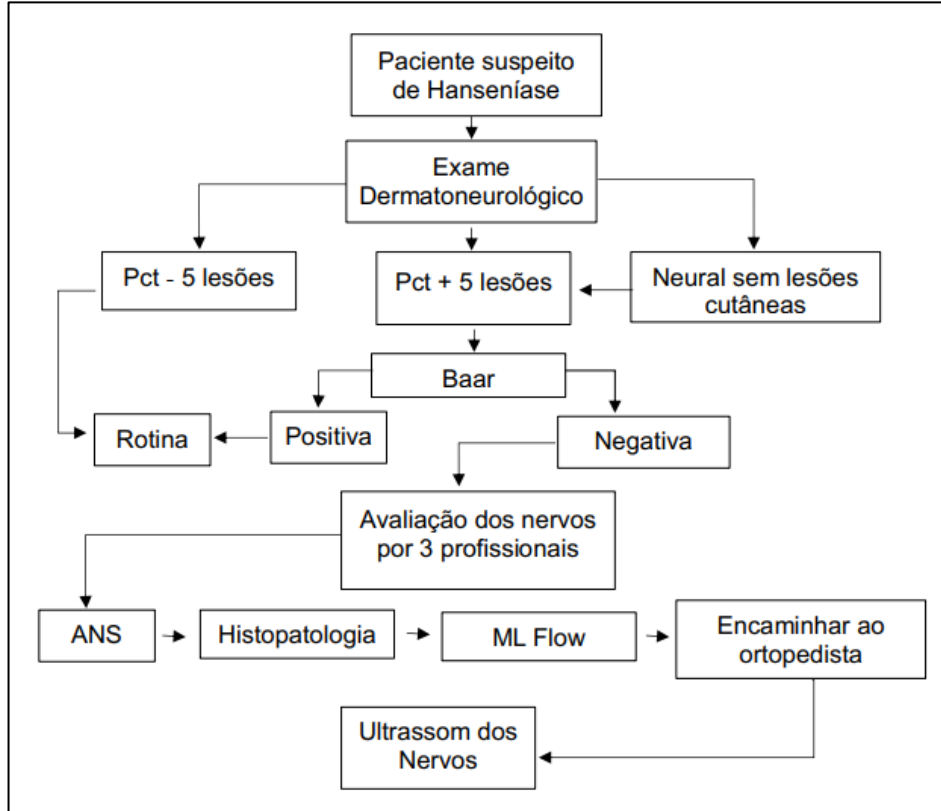 Paciente suspeito
de Hanseníase
Exame
Dermatoneurológico
Pct - 5 lesões
Pct + 5 lesões
Neural sem lesões
cutâneas
Baar
Rotina
Positiva
Negativa
Avaliação dos nervos
por 3 profissionais
ANS
Histopatologia
ML Flow
Encaminhar ao
ortopedista
Ultrassom dos
Nervos